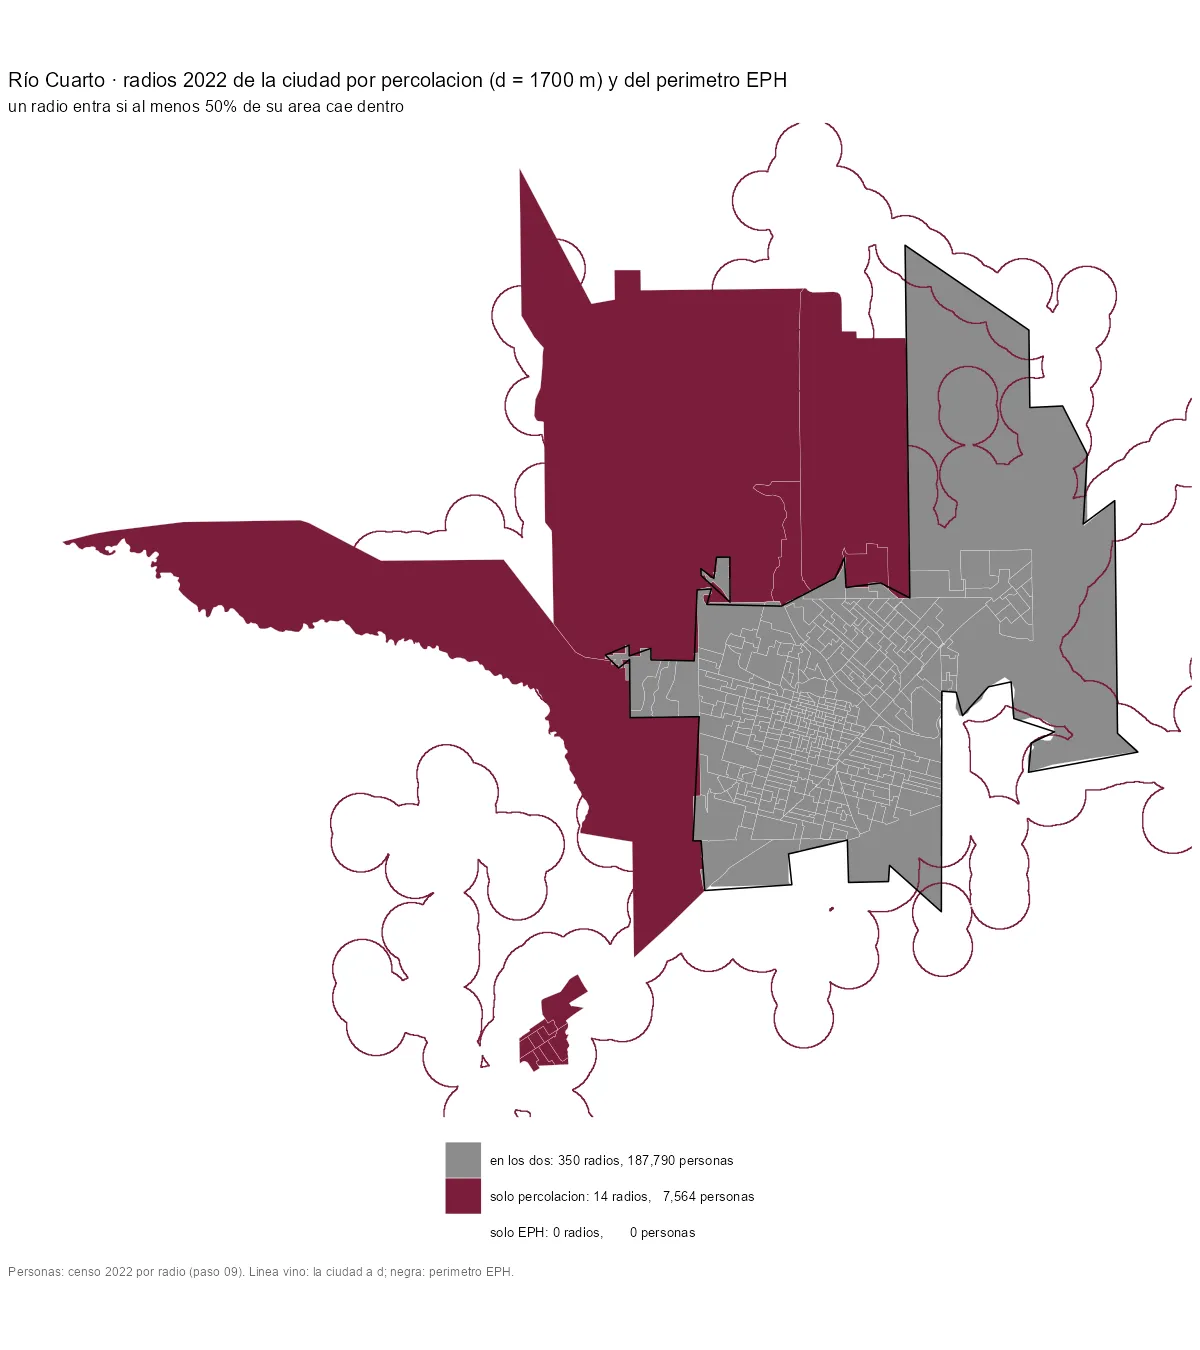 Río Cuarto · radios 2022 de la ciudad por percolacion (d = 1700 m) y del perimetro EPH
un radio entra si al menos 50% de su area cae dentro
en los dos: 350 radios, 187,790 personas
solo percolacion: 14 radios, 7,564 personas
solo EPH: 0 radios, 0 personas
Personas: censo 2022 por radio (paso 09). Linea vino: la ciudad a d; negra: perimetro EPH.